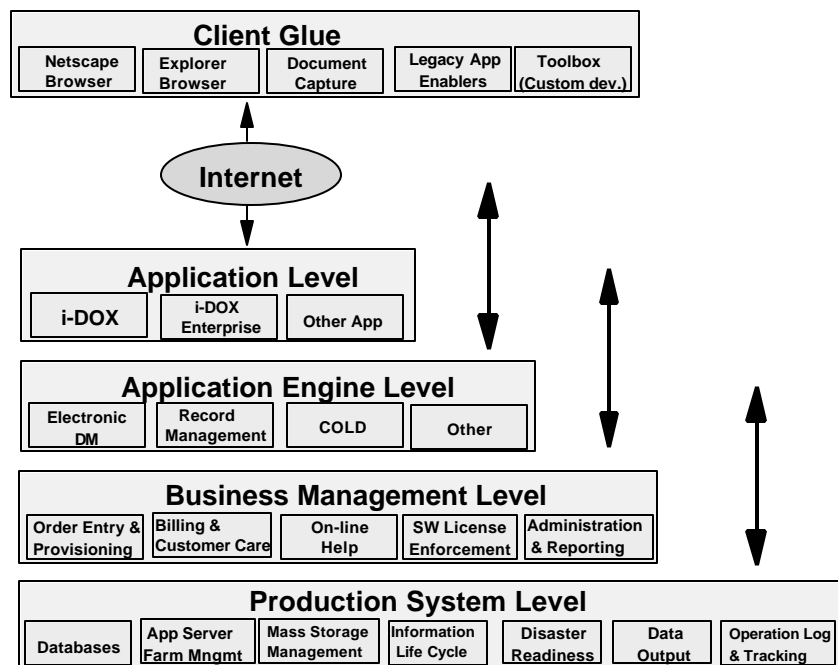 Client Glue
Netscape
Browser
Explorer
Browser
Document
Capture
Legacy App
Enablers
Toolbox
(Custom dev.)
Internet
Application Level
i-DOX
i-DOX
Enterprise
Other App
Application Engine Level
Electronic
DM
Record
Management
COLD
Other
Business Management Level
Order Entry &
Provisioning
Billing &
Customer Care
On-line
Help
SW License
Enforcement
Administration
& Reporting
Production System Level
Databases
App Server
Farm Mngmt
Mass Storage
Management
Information
Life Cycle
Disaster
Readiness
Data
Output
Operation Log
& Tracking